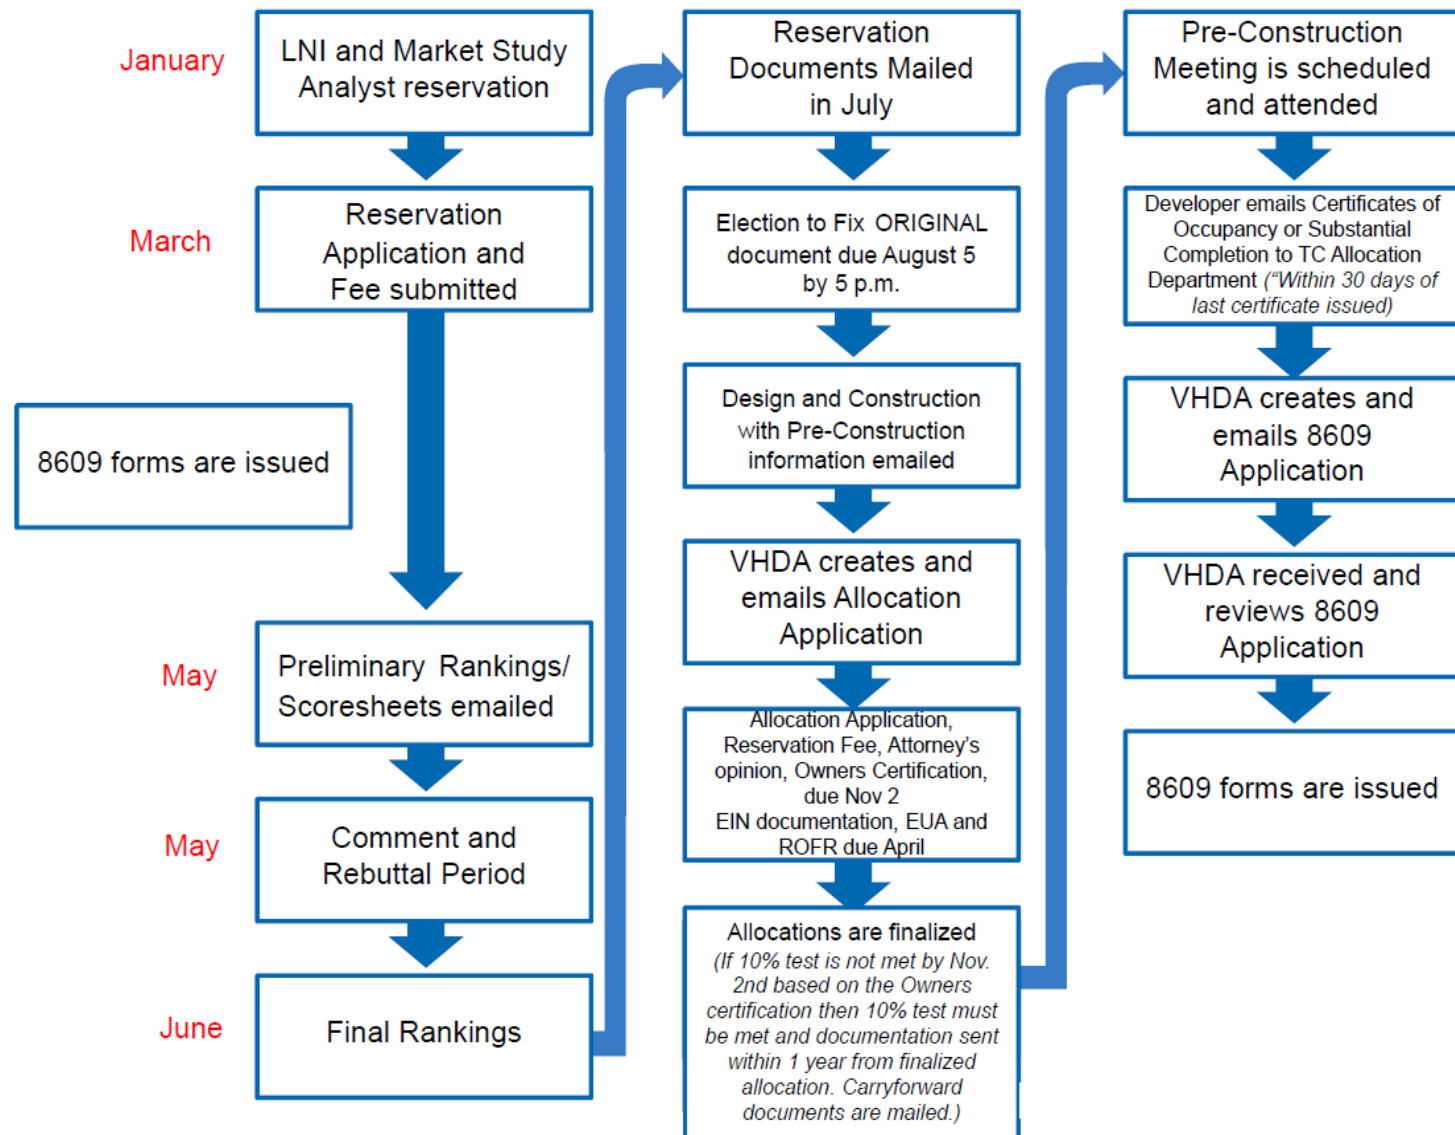 January
LNI and Market Study
Analyst reservation
March
Reservation
Application and
Fee submitted
8609 forms are issued
May
Preliminary Rankings/
Scoresheets emailed
May
Comment and
Rebuttal Period
June
Final Rankings
Reservation
Documents Mailed
in July
Election to Fix ORIGINAL
document due August 5
by 5 p.m.
Design and Construction
with Pre-Construction
information emailed
VHDA creates and
emails Allocation
Application
Allocation Application,
Reservation Fee, Attorney's
opinion, Owners Certification,
due Nov 2
EIN documentation, EUA and
ROFR due April
Allocations are finalized
(If 10% test is not met by Nov.
2nd based on the Owners
certification then 10% test must
be met and documentation sent
within 1 year from finalized
allocation. Carryforward
documents are mailed.)
Pre-Construction
Meeting is scheduled
and attended
Developer emails Certificates of
Occupancy or Substantial
Completion to TC Allocation
Department (“Within 30 days of
last certificate issued)
VHDA creates and
emails 8609
Application
VHDA received and
reviews 8609
Application
8609 forms are issued